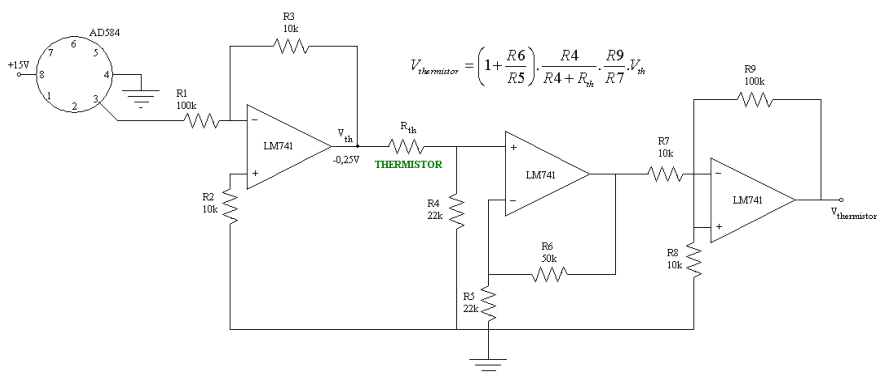 AD584
+15V
8
7
6
5
4
3
2
1
R1
100k
R3
10k
LM741
−
+
R2
10k
V_th
-0,25V
R_th
THERMISTOR
R4
22k
V_thermistor = (1+R6/R5).R4/(R4+R_th).R9/R7.V_th
+
−
LM741
R6
50k
R5
22k
R7
10k
R9
100k
−
+
LM741
R8
10k
V_thermistor